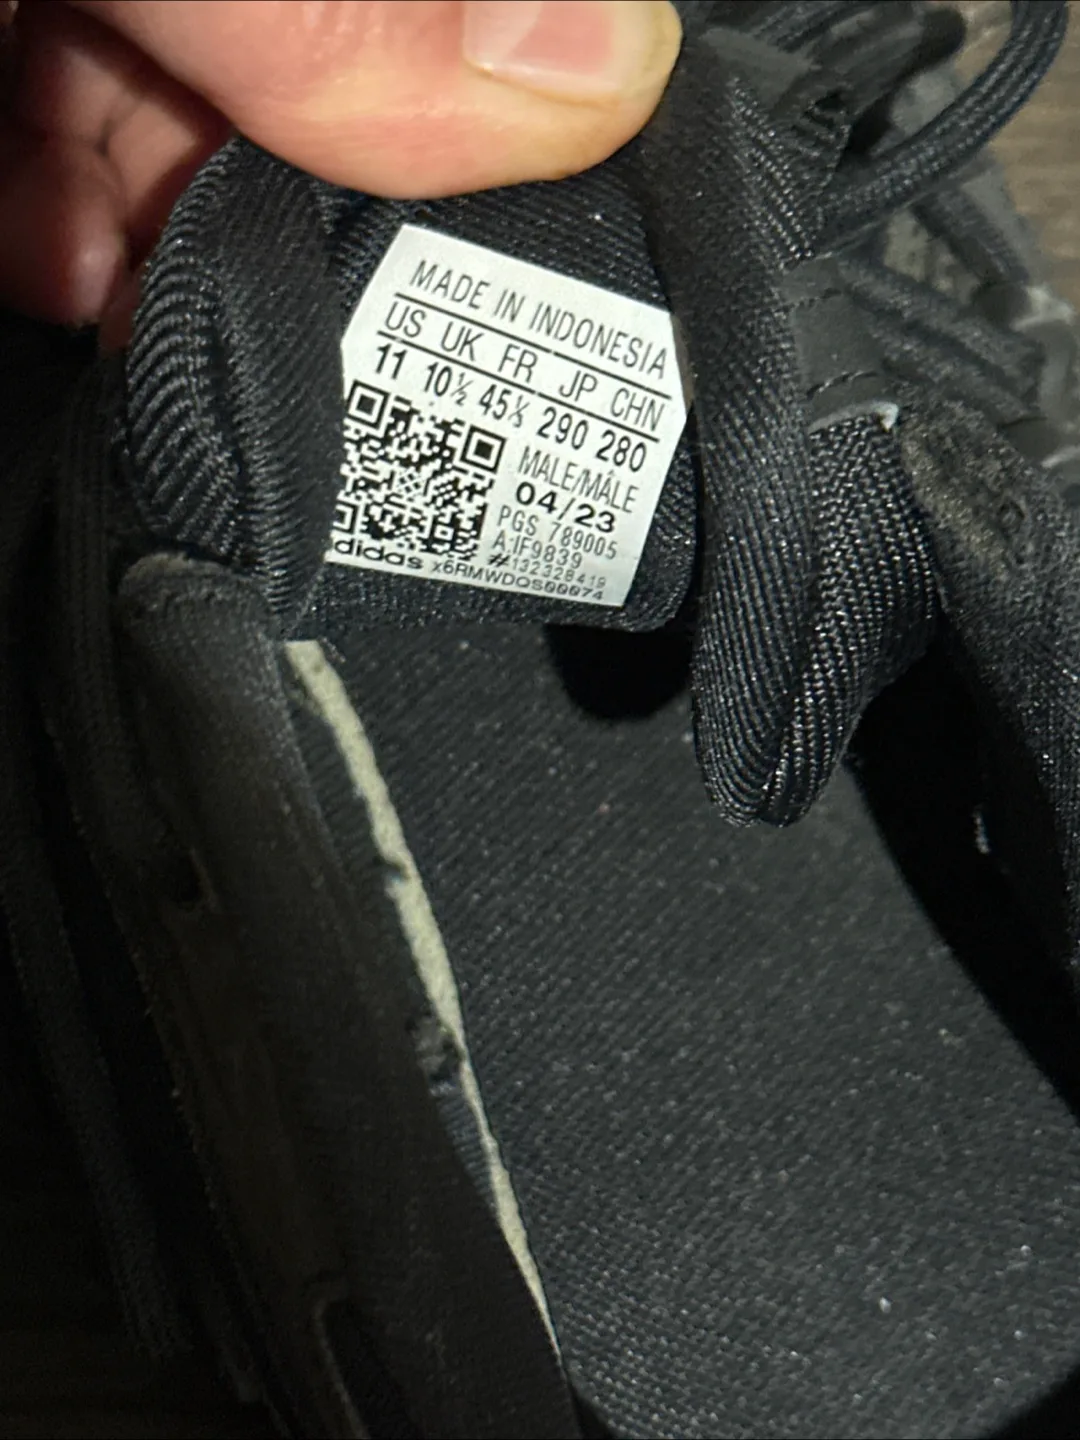 MADE IN INDONESIA
US UK FR JP CHN
11 10½ 45⅓ 290 280
MALE/MÂLE
04/23
PGS 789005
A:IF9839
#132328419
adidas x6RMWDOS00074